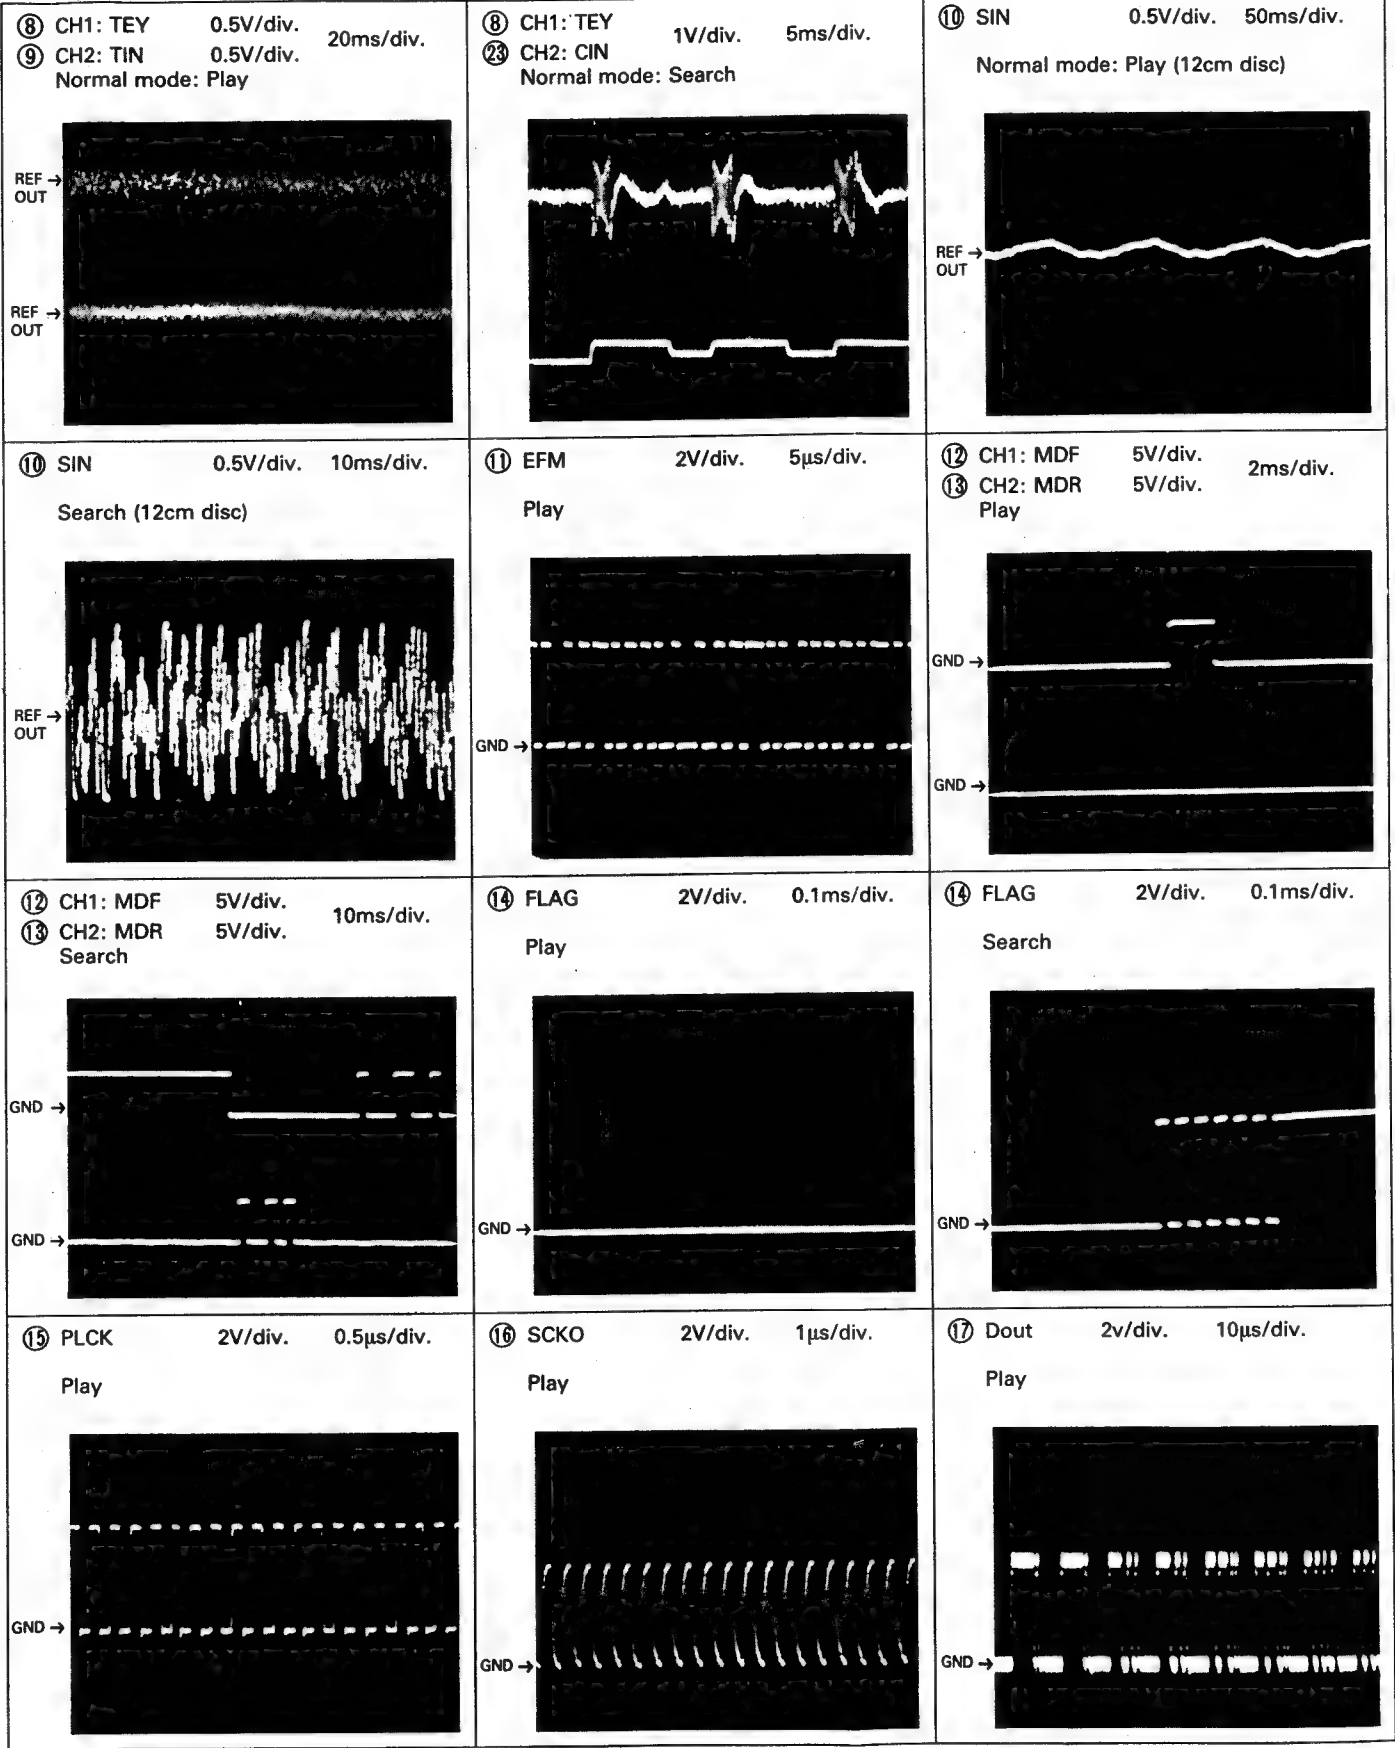 ⑧ CH1: TEY 0.5V/div. 20ms/div.
⑨ CH2: TIN 0.5V/div.
Normal mode: Play
REF →
OUT
REF →
OUT
⑧ CH1: TEY 1V/div. 5ms/div.
㉓ CH2: CIN
Normal mode: Search
⑩ SIN 0.5V/div. 50ms/div.
Normal mode: Play (12cm disc)
REF →
OUT
⑩ SIN 0.5V/div. 10ms/div.
Search (12cm disc)
REF →
OUT
⑪ EFM 2V/div. 5µs/div.
Play
GND →
⑫ CH1: MDF 5V/div. 2ms/div.
⑬ CH2: MDR 5V/div.
Play
GND →
GND →
⑫ CH1: MDF 5V/div. 10ms/div.
⑬ CH2: MDR 5V/div.
Search
GND →
GND →
⑭ FLAG 2V/div. 0.1ms/div.
Play
GND →
⑭ FLAG 2V/div. 0.1ms/div.
Search
GND →
⑮ PLCK 2V/div. 0.5µs/div.
Play
GND →
⑯ SCKO 2V/div. 1µs/div.
Play
GND →
⑰ Dout 2v/div. 10µs/div.
Play
GND →